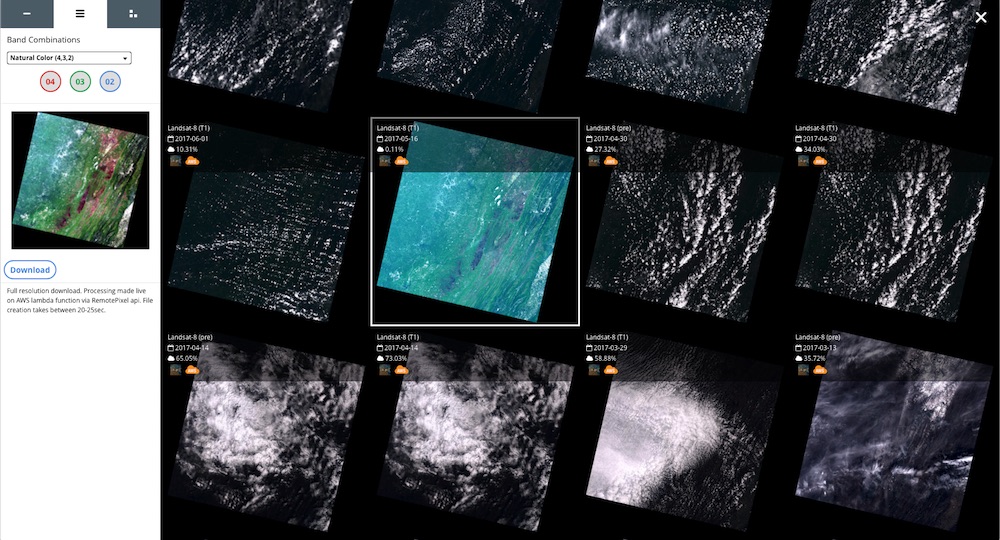 Band Combinations
Natural Color (4,3,2)
04 03 02
Download
Full resolution download. Processing made live
on AWS lambda function via RemotePixel api. File
creation takes between 20-25sec.
Landsat-8 (T1)
2017-06-01
10.31%
Landsat-8 (T1)
2017-05-16
0.11%
Landsat-8 (pre)
2017-04-30
27.32%
Landsat-8 (T1)
2017-04-30
34.03%
Landsat-8 (pre)
2017-04-14
65.05%
Landsat-8 (T1)
2017-04-14
73.03%
Landsat-8 (T1)
2017-03-29
58.88%
Landsat-8 (pre)
2017-03-13
35.72%